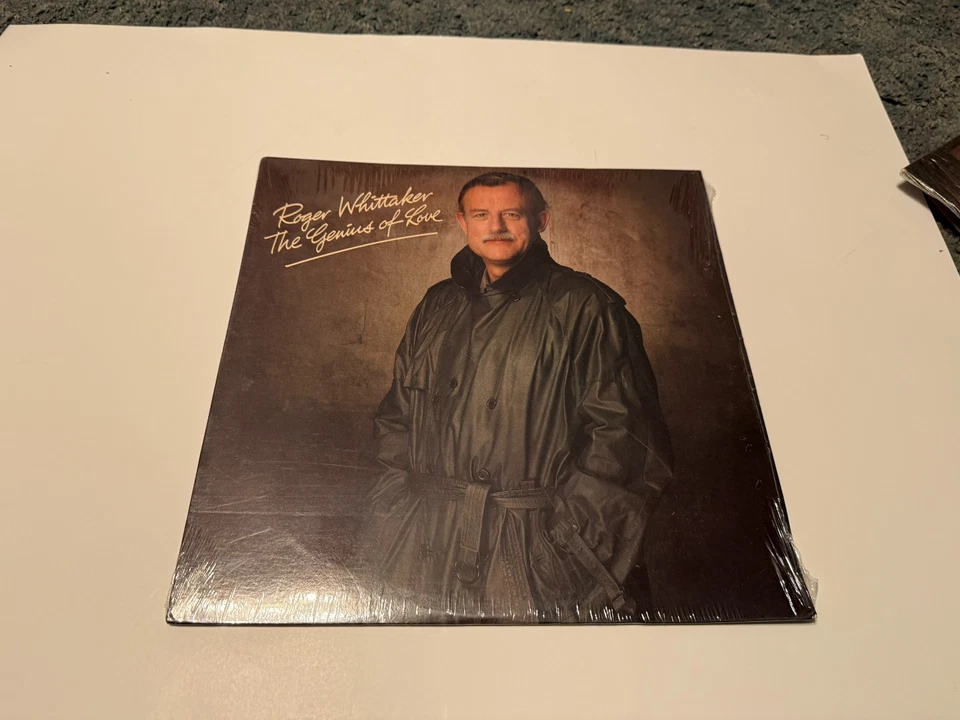 Roger Whittaker
The Genius of Love